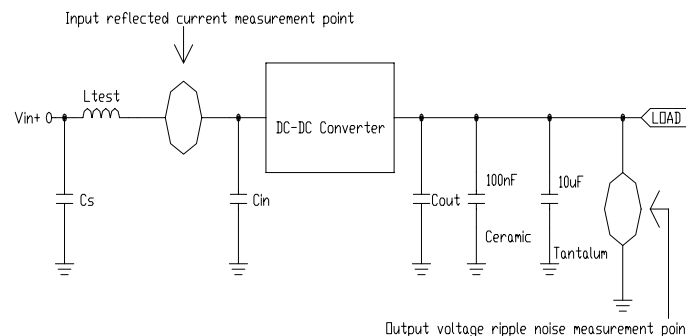 Input reflected current measurement point
Ltest
Vin+
DC-DC Converter
LOAD
Cs
Cin
Cout
100nF
10uF
Ceramic
Tantalum
Output voltage ripple noise measurement poin